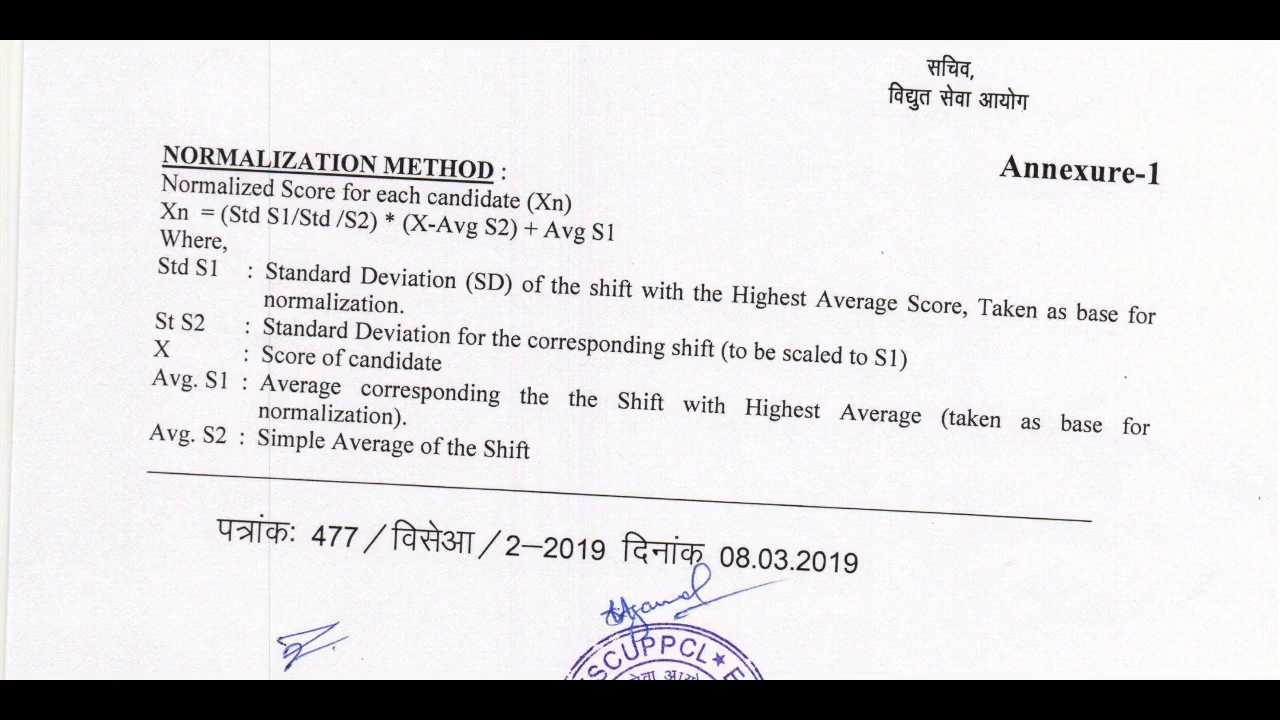 सचिव,
विद्युत सेवा आयोग
Annexure-1
NORMALIZATION METHOD :
Normalized Score for each candidate (Xn)
Xn = (Std S1/Std /S2) * (X-Avg S2) + Avg S1
Where,
Std S1 : Standard Deviation (SD) of the shift with the Highest Average Score, Taken as base for
normalization.
St S2 : Standard Deviation for the corresponding shift (to be scaled to S1)
X : Score of candidate
Avg. S1 : Average corresponding the the Shift with Highest Average (taken as base for
normalization).
Avg. S2 : Simple Average of the Shift
पत्रांकः 477 / विसेआ / 2–2019 दिनांक 08.03.2019
SCUPPCL★
सेवा